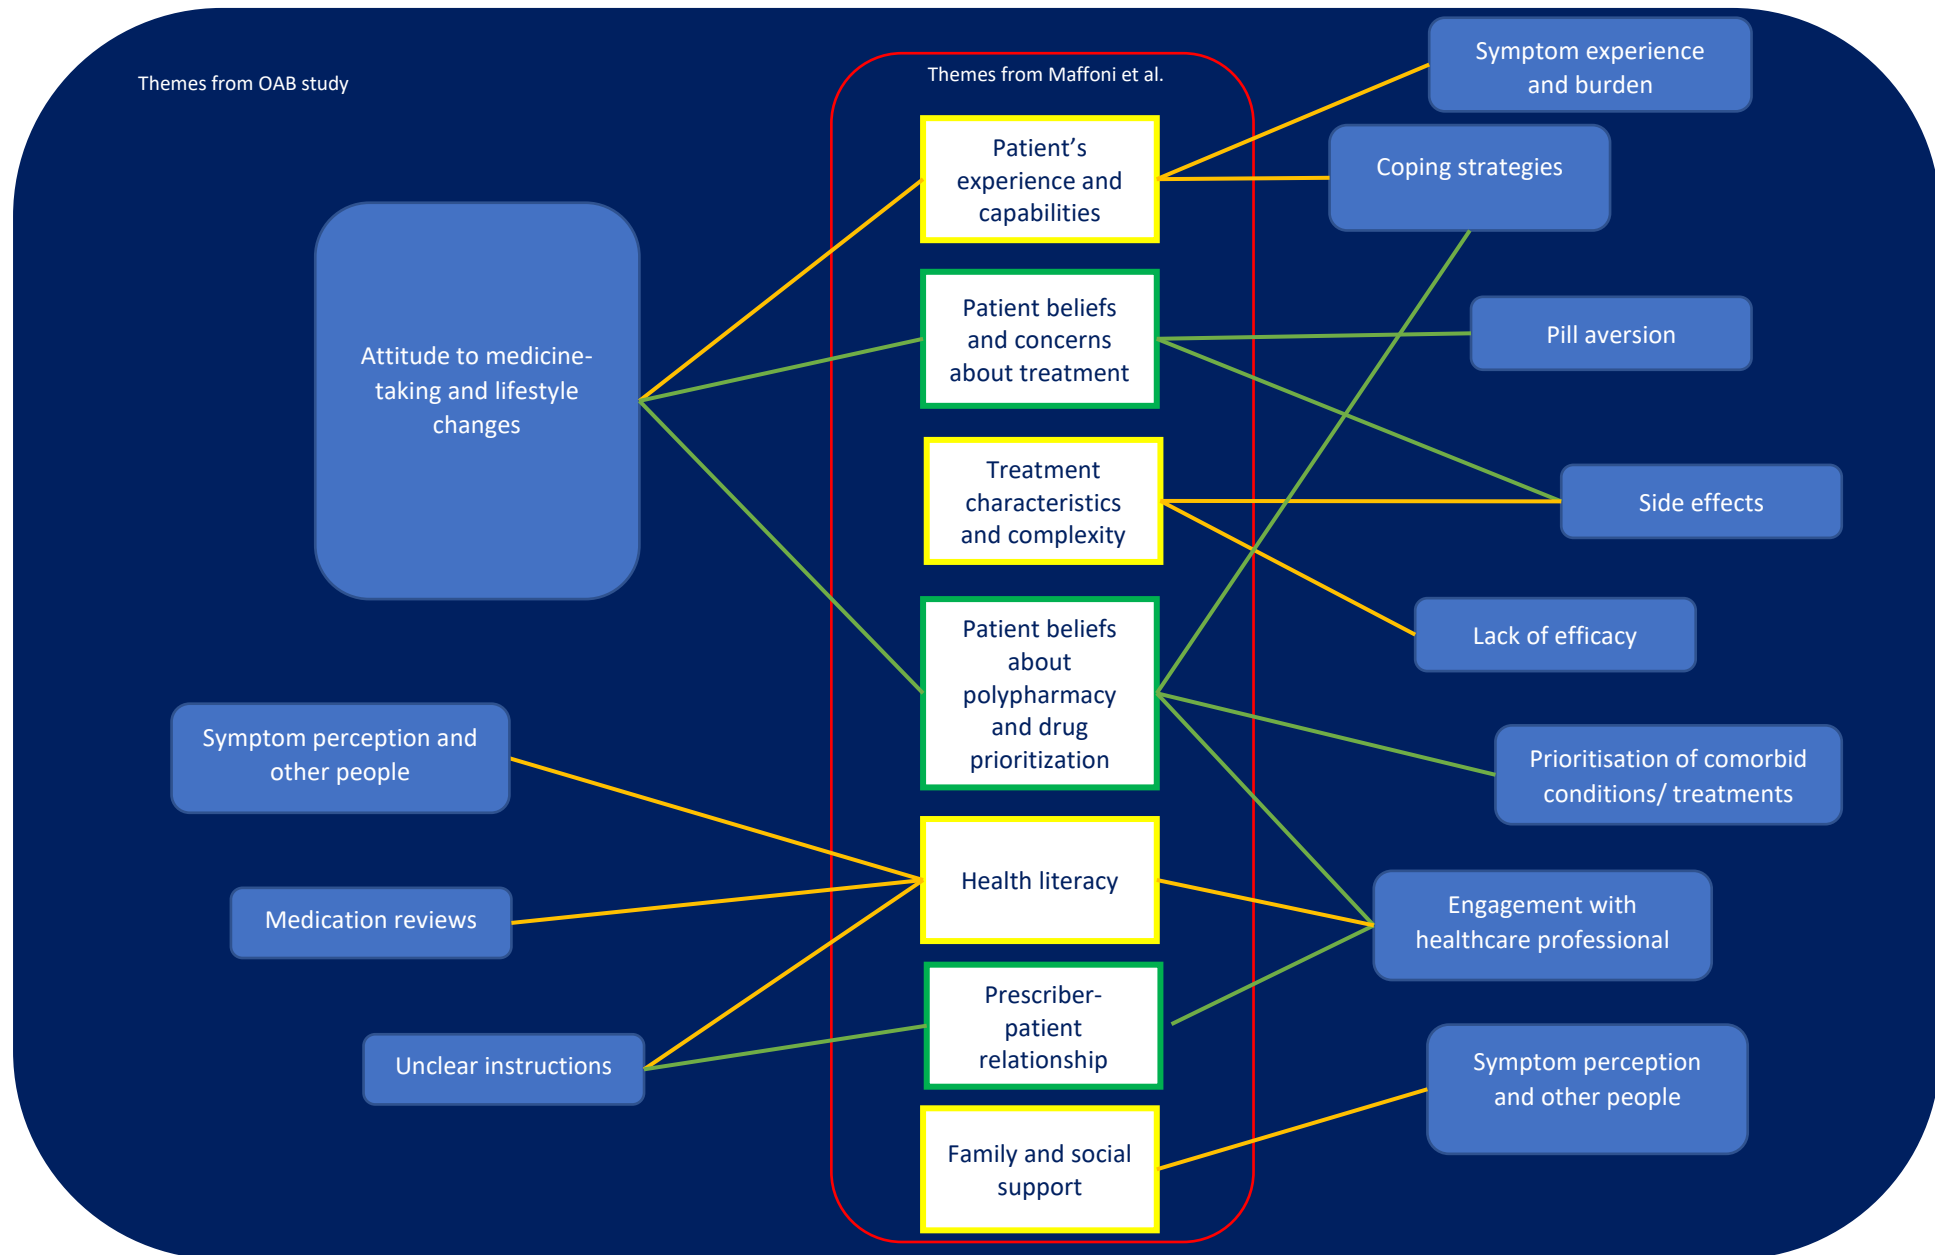 Themes from OAB study
Attitude to medicine-
taking and lifestyle
changes
Symptom perception and
other people
Medication reviews
Unclear instructions
Themes from Maffoni et al.
Patient’s
experience and
capabilities
Patient beliefs
and concerns
about treatment
Treatment
characteristics
and complexity
Patient beliefs
about
polypharmacy
and drug
prioritization
Health literacy
Prescriber-
patient
relationship
Family and social
support
Symptom experience
and burden
Coping strategies
Pill aversion
Side effects
Lack of efficacy
Prioritisation of comorbid
conditions/ treatments
Engagement with
healthcare professional
Symptom perception
and other people